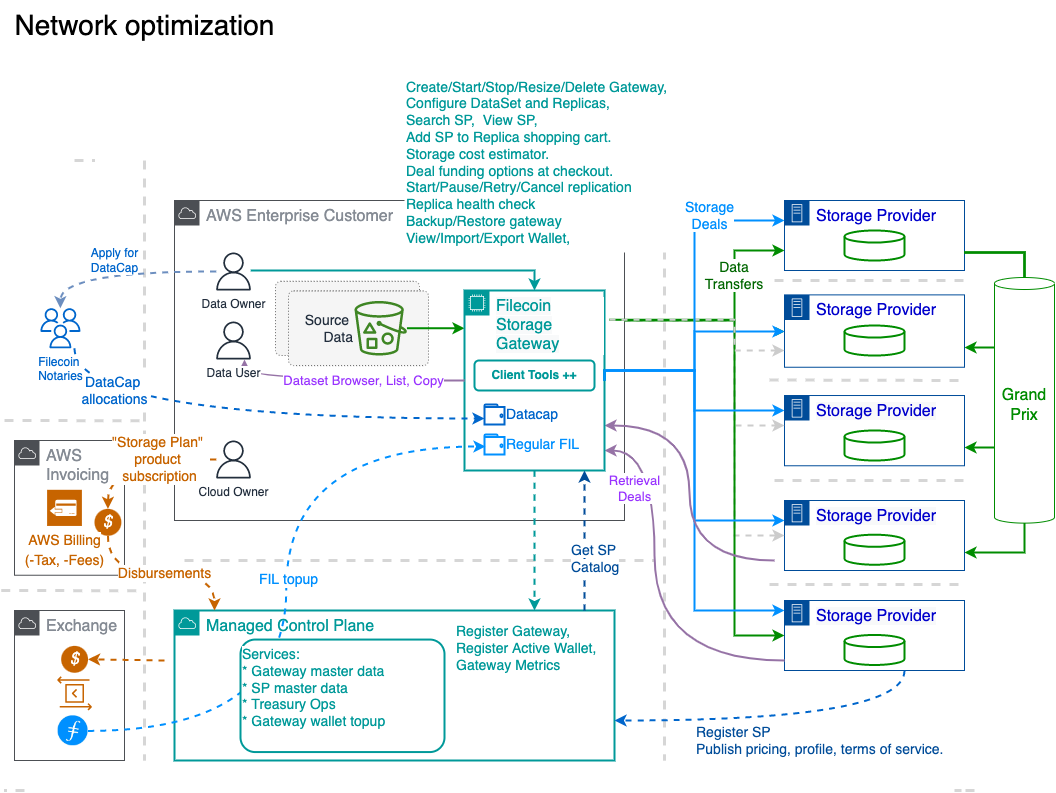 Network optimization
Create/Start/Stop/Resize/Delete Gateway,
Configure DataSet and Replicas,
Search SP,  View SP,
Add SP to Replica shopping cart.
Storage cost estimator.
Deal funding options at checkout.
Start/Pause/Retry/Cancel replication
Replica health check
Backup/Restore gateway
View/Import/Export Wallet,
AWS Enterprise Customer
Apply for
DataCap
Data Owner
Source
Data
Data User
Dataset Browser, List, Copy
Filecoin
Notaries
DataCap
allocations
Filecoin
Storage
Gateway
Client Tools ++
Datacap
Regular FIL
Storage
Deals
Data
Transfers
Storage Provider
Storage Provider
Storage Provider
Storage Provider
Storage Provider
Grand
Prix
AWS
Invoicing
"Storage Plan"
product
subscription
Cloud Owner
$
AWS Billing
(-Tax, -Fees)
Disbursements
FIL topup
Retrieval
Deals
Get SP
Catalog
Exchange
$
Managed Control Plane
Services:
* Gateway master data
* SP master data
* Treasury Ops
* Gateway wallet topup
Register Gateway,
Register Active Wallet,
Gateway Metrics
Register SP
Publish pricing, profile, terms of service.